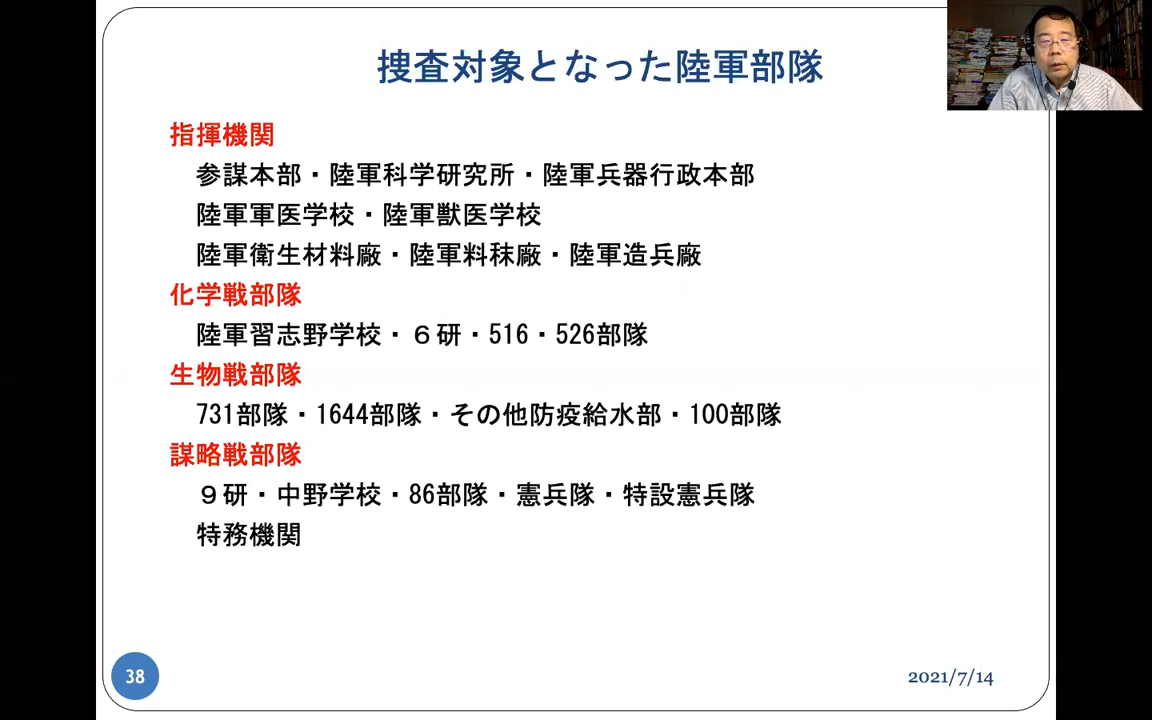 捜査対象となった陸軍部隊
指揮機関
参謀本部・陸軍科学研究所・陸軍兵器行政本部
陸軍軍医学校・陸軍獣医学校
陸軍衛生材料廠・陸軍料秣廠・陸軍造兵廠
化学戦部隊
陸軍習志野学校・６研・516・526部隊
生物戦部隊
731部隊・1644部隊・その他防疫給水部・100部隊
謀略戦部隊
９研・中野学校・86部隊・憲兵隊・特設憲兵隊
特務機関
38
2021/7/14